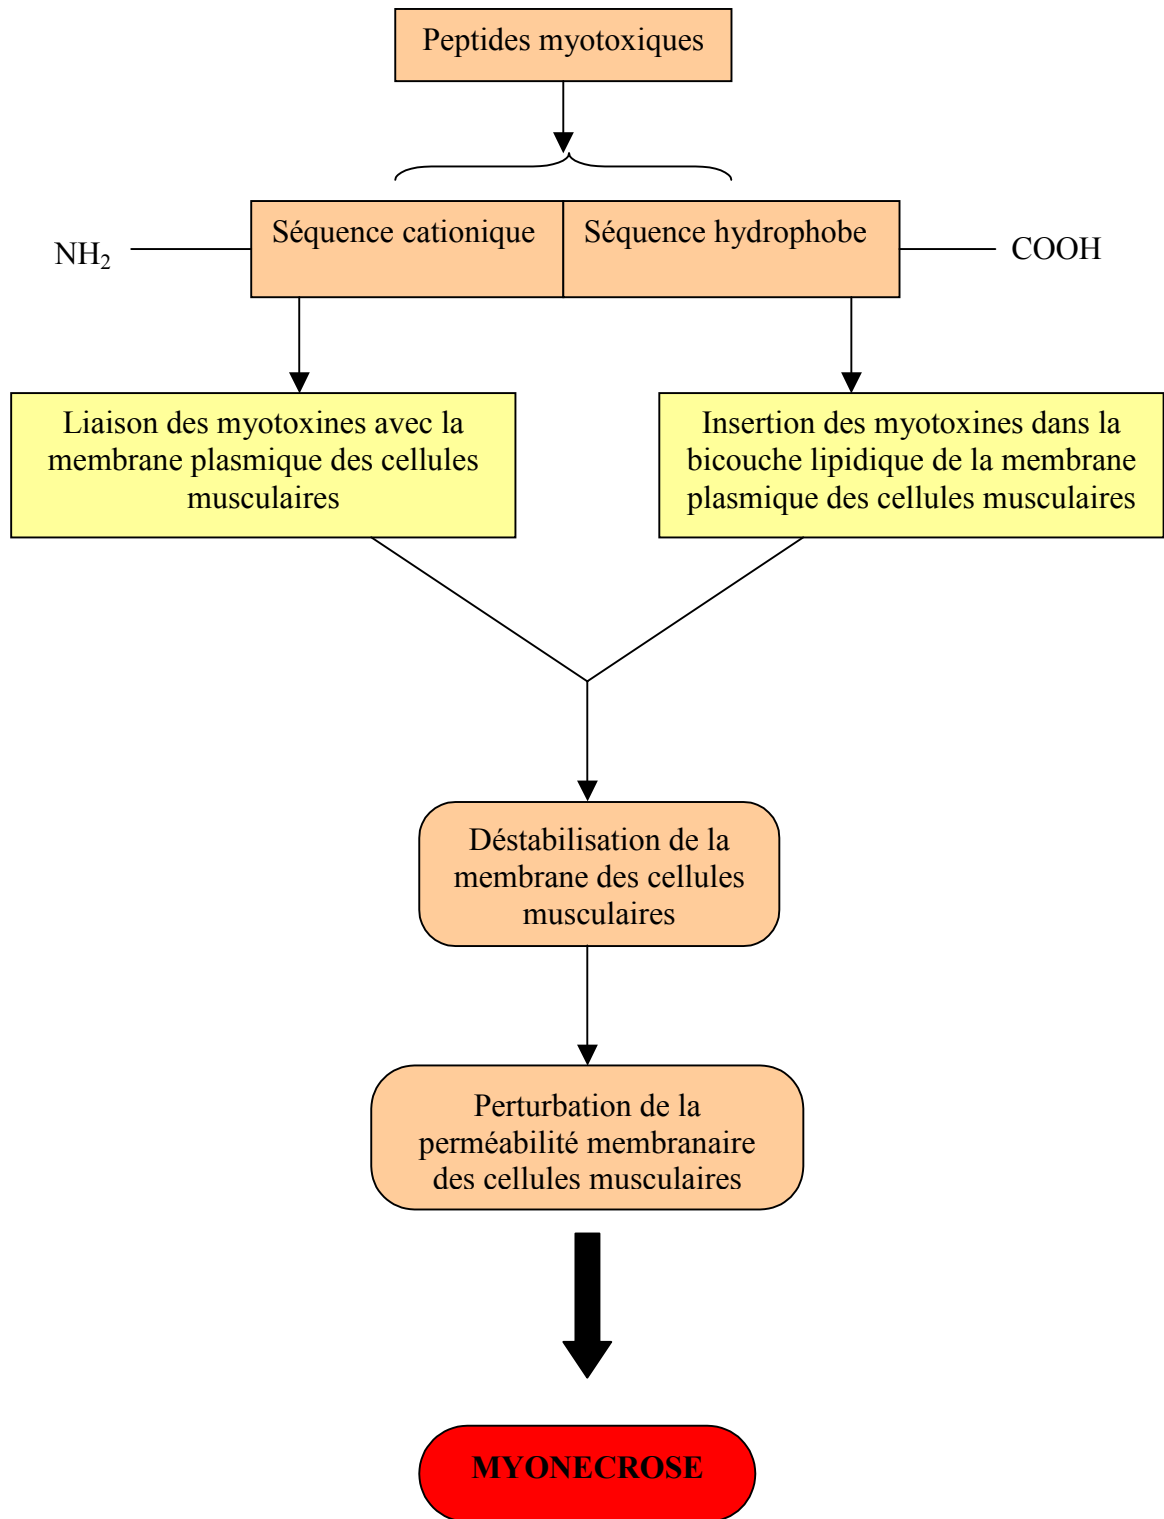 Peptides myotoxiques
NH₂
Séquence cationique
Séquence hydrophobe
COOH
Liaison des myotoxines avec la
membrane plasmique des cellules
musculaires
Insertion des myotoxines dans la
bicouche lipidique de la membrane
plasmique des cellules musculaires
Déstabilisation de la
membrane des cellules
musculaires
Perturbation de la
perméabilité membranaire
des cellules musculaires
MYONECROSE